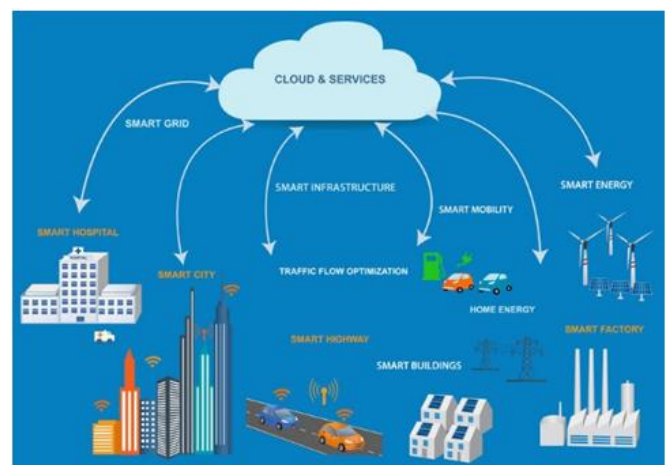 CLOUD & SERVICES
SMART GRID
SMART INFRASTRUCTURE
SMART ENERGY
SMART MOBILITY
SMART HOSPITAL
HOSPITAL
SMART CITY
TRAFFIC FLOW OPTIMIZATION
HOME ENERGY
SMART HIGHWAY
SMART FACTORY
SMART BUILDINGS